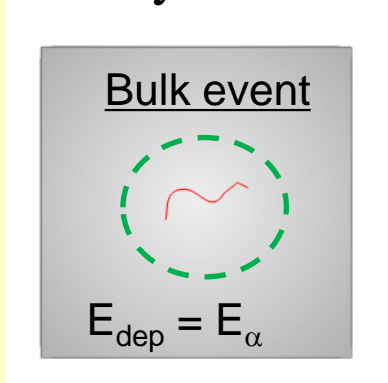 Bulk event
E_dep = E_α